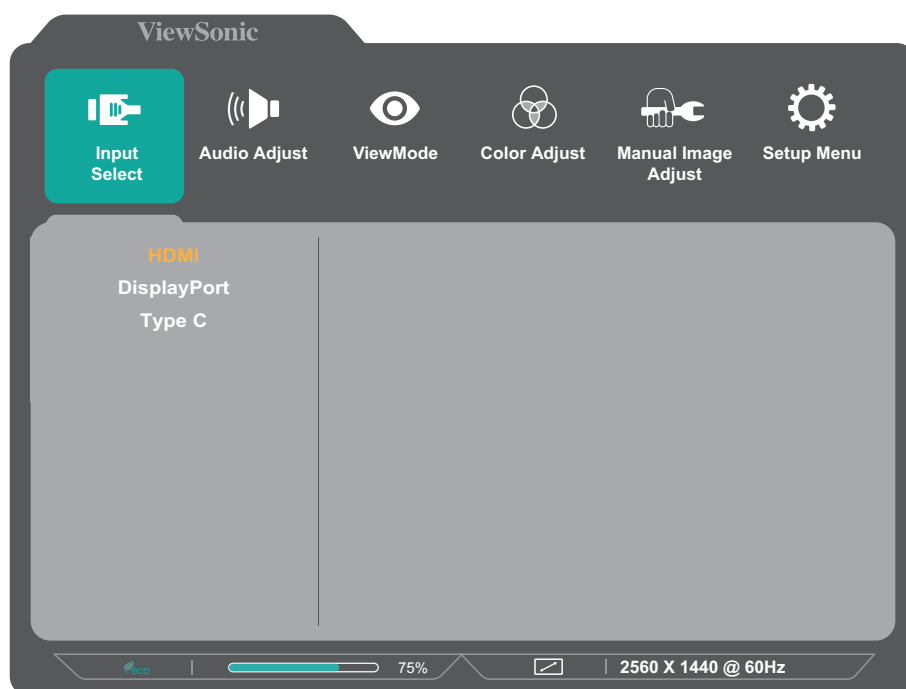 ViewSonic
Input Select
Audio Adjust
ViewMode
Color Adjust
Manual Image Adjust
Setup Menu
HDMI
DisplayPort
Type C
eco
75%
2560 X 1440 @ 60Hz